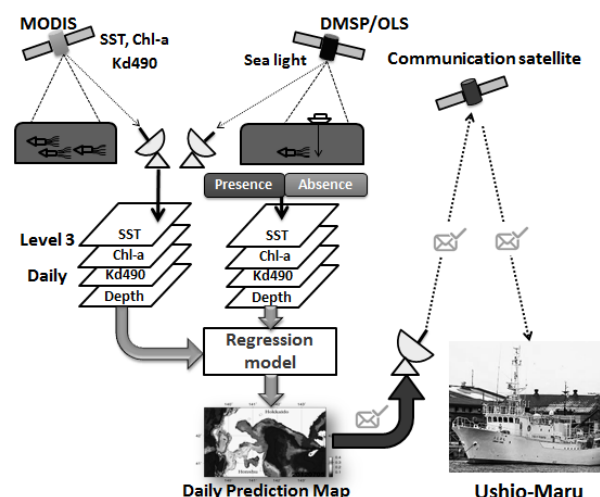 MODIS
SST, Chl-a
Kd490
DMSP/OLS
Sea light
Communication satellite
Presence
Absence
Level 3
Daily
SST
Chl-a
Kd490
Depth
SST
Chl-a
Kd490
Depth
Regression
model
Hokkaido
Honshu
Daily Prediction Map
Ushio-Maru